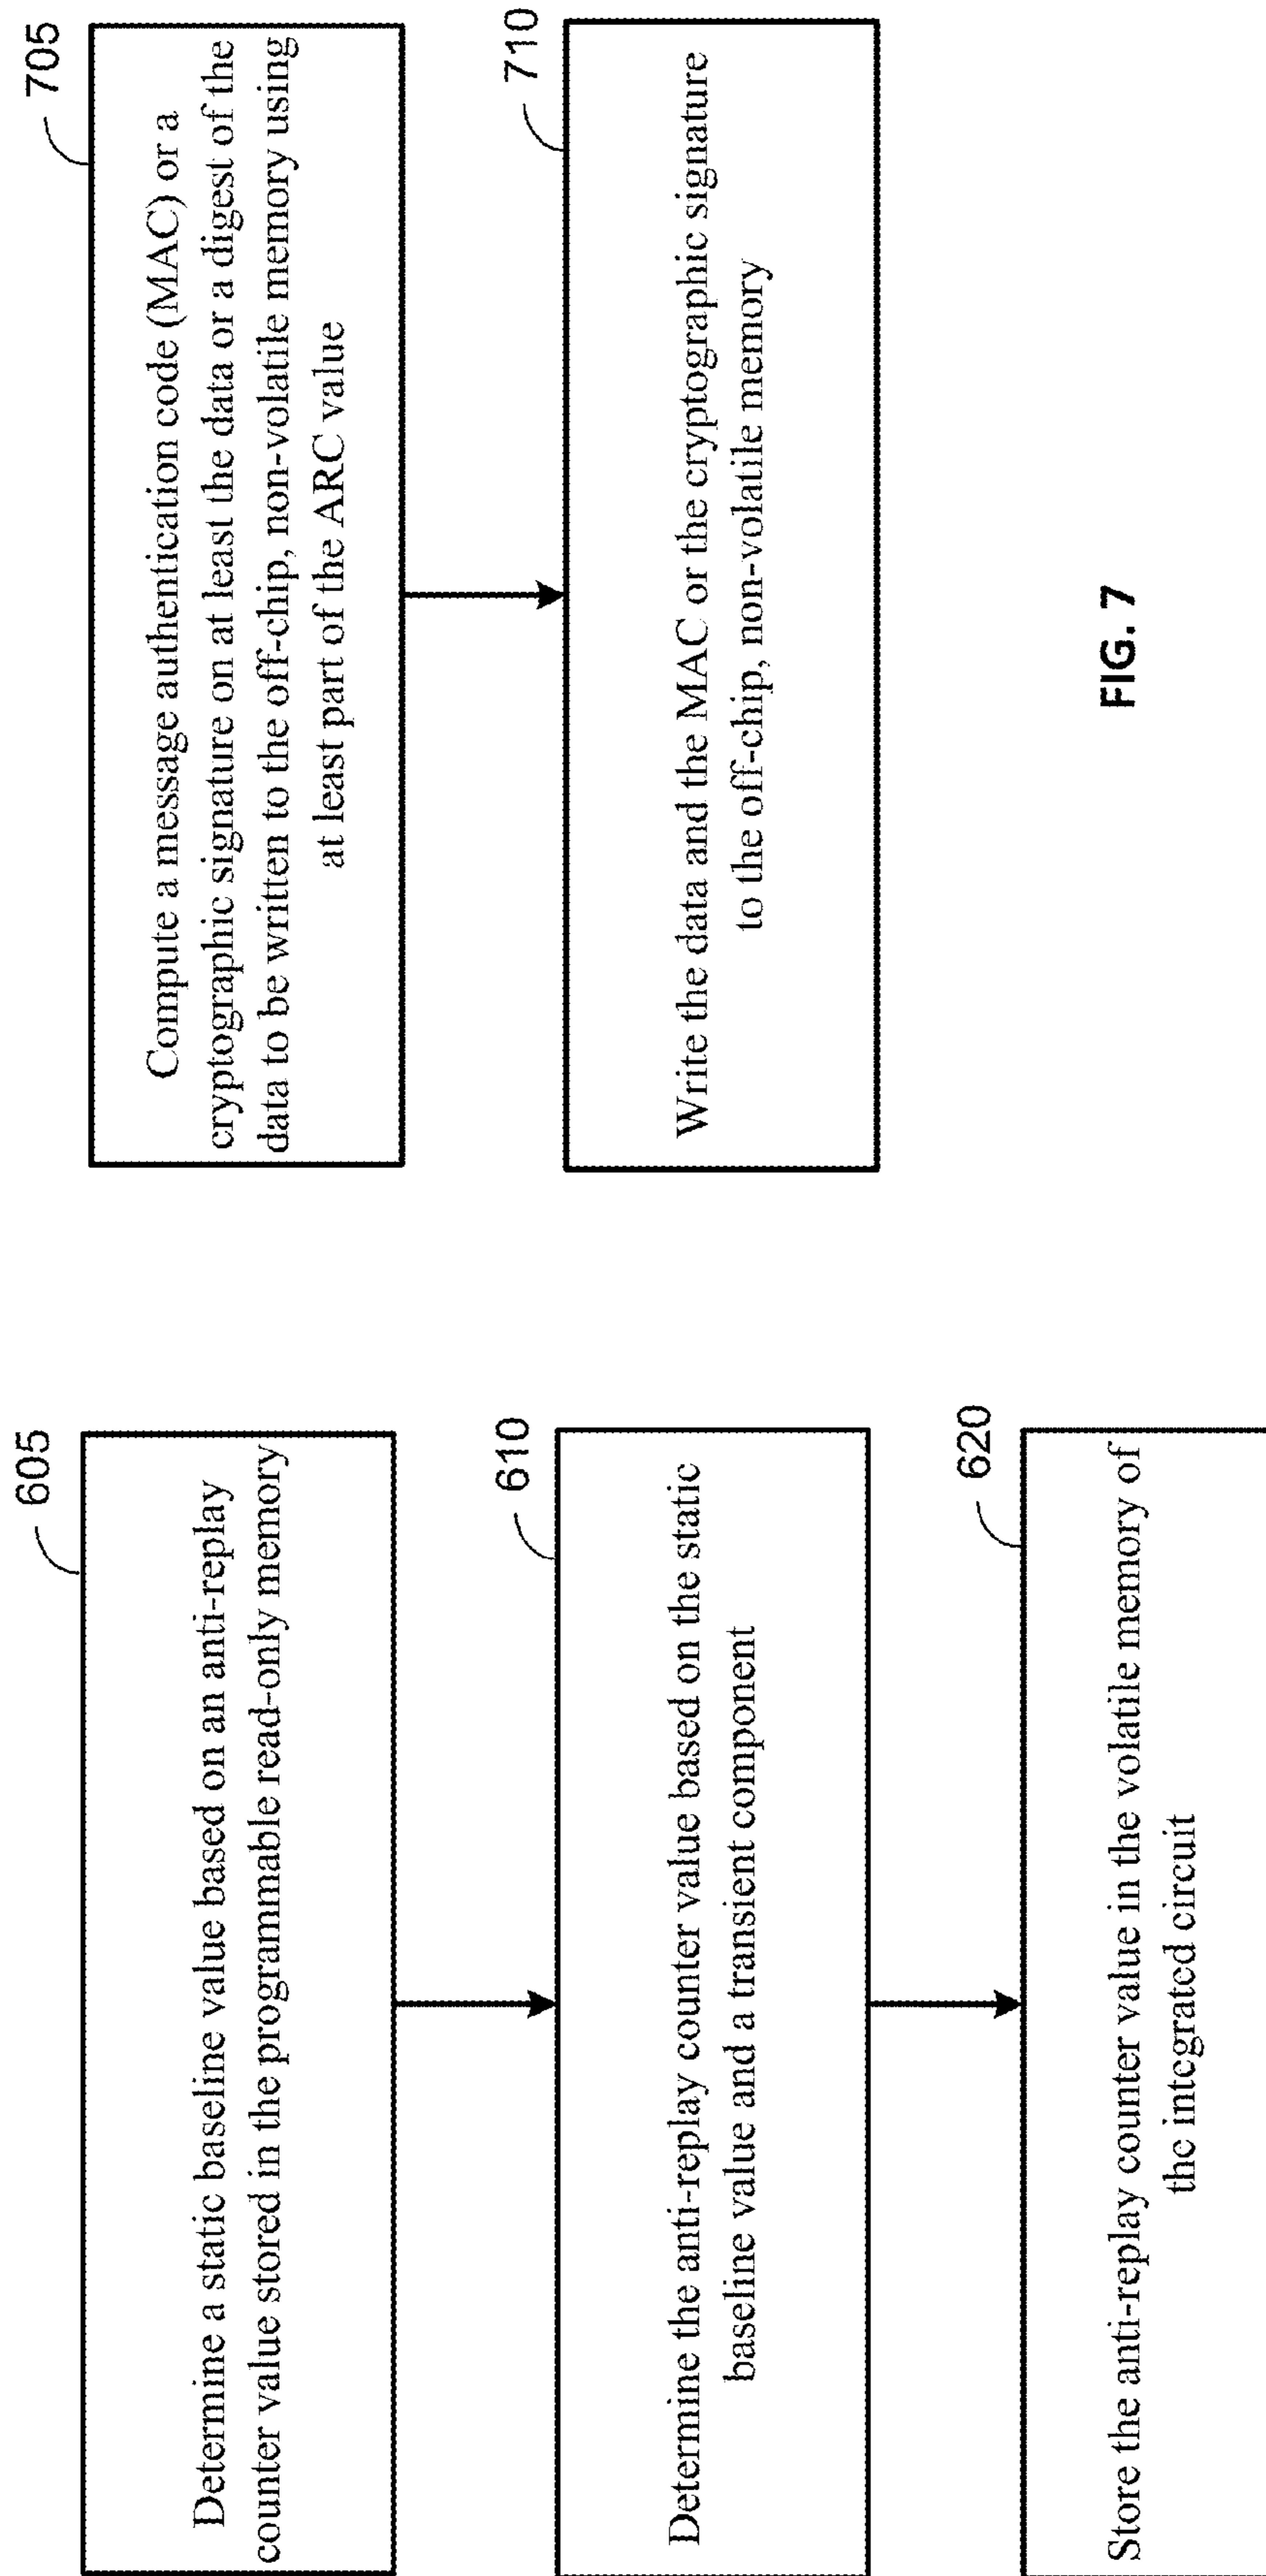 605
Determine a static baseline value based on an anti-replay
counter value stored in the programmable read-only memory
610
Determine the anti-replay counter value based on the static
baseline value and a transient component
620
Store the anti-replay counter value in the volatile memory of
the integrated circuit
705
Compute a message authentication code (MAC) or a
cryptographic signature on at least the data or a digest of the
data to be written to the off-chip, non-volatile memory using
at least part of the ARC value
710
Write the data and the MAC or the cryptographic signature
to the off-chip, non-volatile memory
FIG. 7